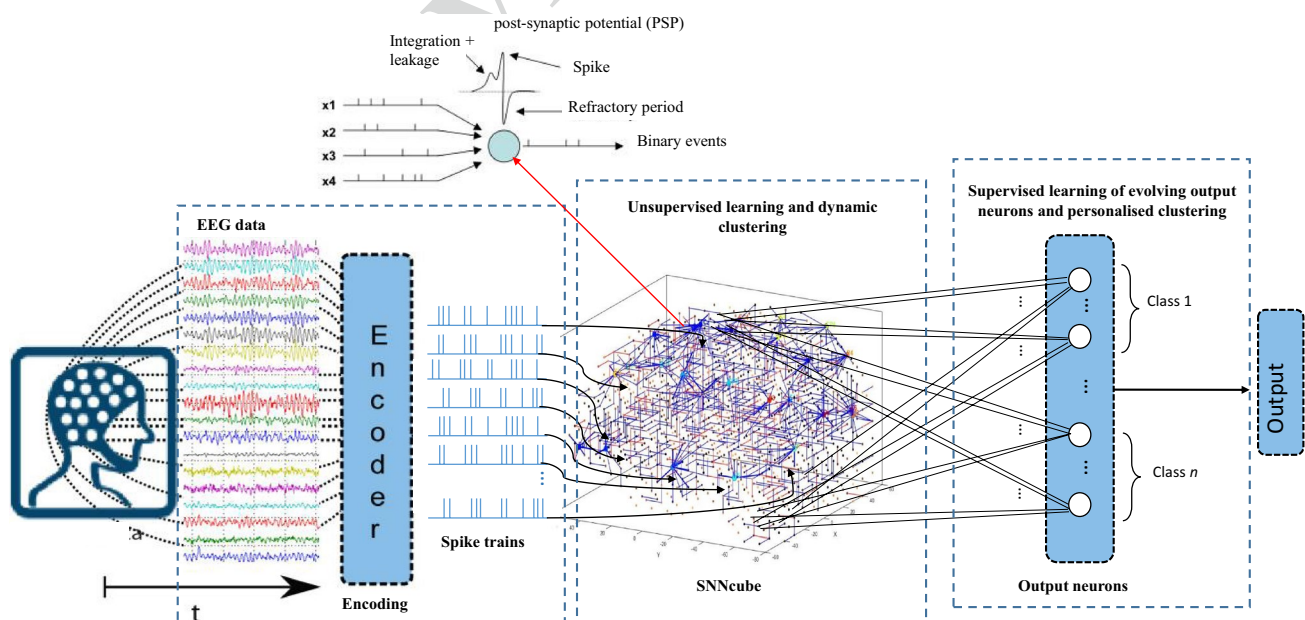 post-synaptic potential (PSP)
Integration +
leakage
Spike
Refractory period
x1
x2
x3
x4
Binary events
EEG data
Encoder
Spike trains
Encoding
t
Unsupervised learning and dynamic
clustering
SNNcube
Y
X
Supervised learning of evolving output
neurons and personalised clustering
Class 1
Class n
Output neurons
Output